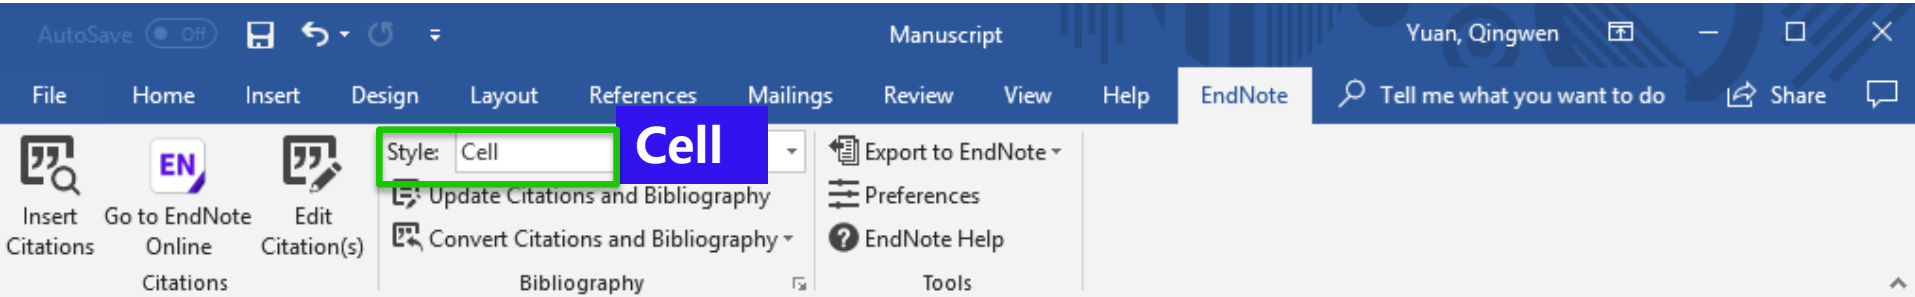 AutoSave Off Manuscript Yuan, Qingwen
File Home Insert Design Layout References Mailings Review View Help EndNote Tell me what you want to do Share
Style: Cell Cell Export to EndNote
EN Update Citations and Bibliography Preferences
Insert Citations Go to EndNote Online Edit Citation(s) Convert Citations and Bibliography EndNote Help
Citations Bibliography Tools